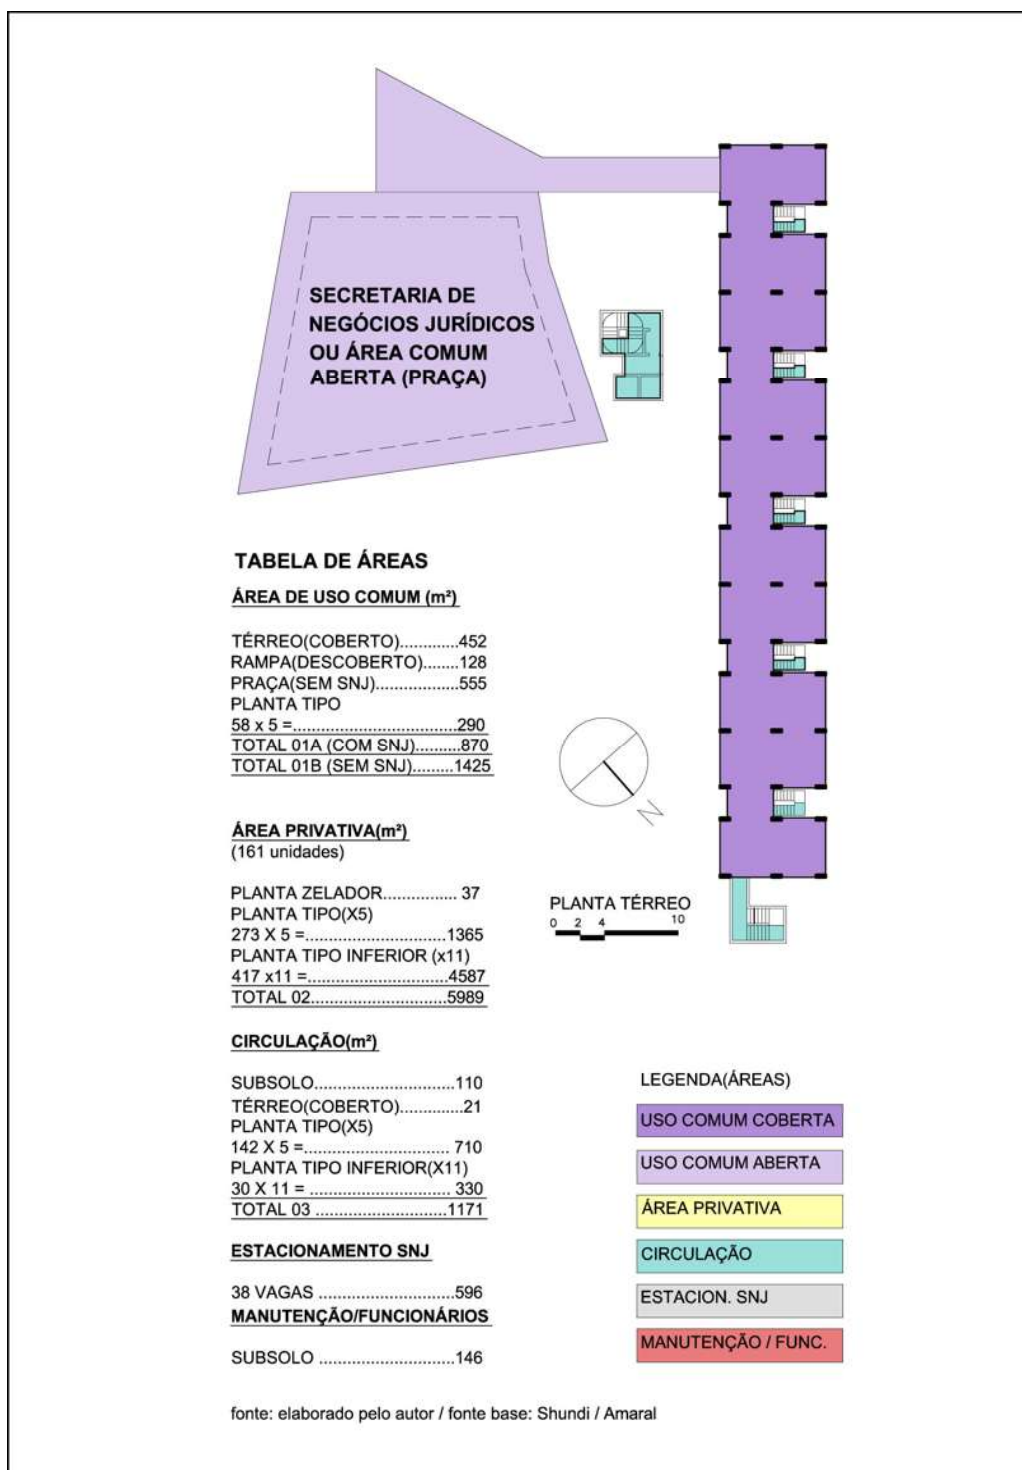 SECRETARIA DE
NEGÓCIOS JURÍDICOS
OU ÁREA COMUM
ABERTA (PRAÇA)
TABELA DE ÁREAS
ÁREA DE USO COMUM (m²)
TÉRREO(COBERTO).............452
RAMPA(DESCOBERTO)........128
PRAÇA(SEM SNJ)..................555
PLANTA TIPO
58 x 5 =...................................290
TOTAL 01A (COM SNJ)..........870
TOTAL 01B (SEM SNJ).........1425
ÁREA PRIVATIVA(m²)
(161 unidades)
PLANTA ZELADOR................ 37
PLANTA TIPO(X5)
273 X 5 =..............................1365
PLANTA TIPO INFERIOR (x11)
417 x11 =..............................4587
TOTAL 02.............................5989
CIRCULAÇÃO(m²)
SUBSOLO..............................110
TÉRREO(COBERTO)..............21
PLANTA TIPO(X5)
142 X 5 =............................... 710
PLANTA TIPO INFERIOR(X11)
30 X 11 = .............................. 330
TOTAL 03 ............................1171
ESTACIONAMENTO SNJ
38 VAGAS .............................596
MANUTENÇÃO/FUNCIONÁRIOS
SUBSOLO .............................146
N
PLANTA TÉRREO
0 2 4 10
LEGENDA(ÁREAS)
USO COMUM COBERTA
USO COMUM ABERTA
ÁREA PRIVATIVA
CIRCULAÇÃO
ESTACION. SNJ
MANUTENÇÃO / FUNC.
fonte: elaborado pelo autor / fonte base: Shundi / Amaral